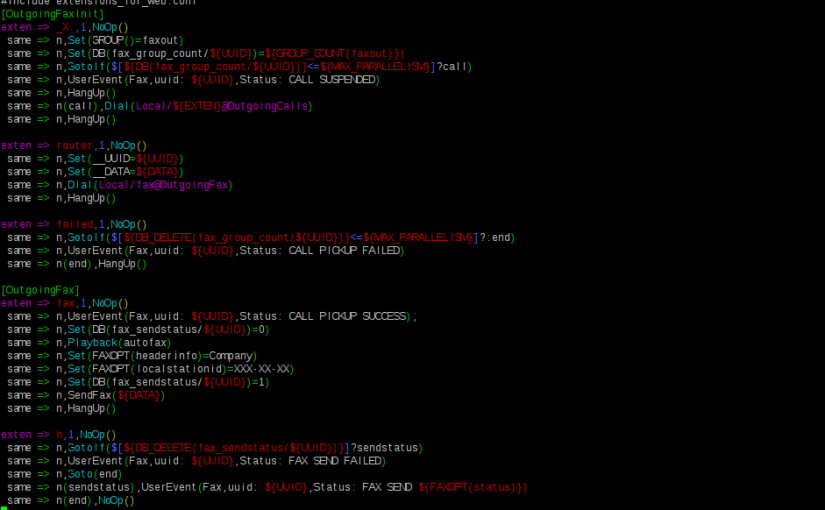 #include extensions_for_web.conf
[OutgoingFaxInit]
exten => _X.,1,NoOp()
same => n,Set(GROUP()=faxout)
same => n,Set(DB(fax_group_count/${UUID})=${GROUP_COUNT(faxout)})
same => n,GotoIf($[${DB(fax_group_count/${UUID})}<=${MAX_PARALLELISM}]?call)
same => n,UserEvent(Fax,uuid: ${UUID},Status: CALL SUSPENDED)
same => n,HangUp()
same => n(call),Dial(Local/${EXTEN}@OutgoingCalls)
same => n,HangUp()
exten => router,1,NoOp()
same => n,Set(__UUID=${UUID})
same => n,Set(__DATA=${DATA})
same => n,Dial(Local/fax@OutgoingFax)
same => n,HangUp()
exten => failed,1,NoOp()
same => n,GotoIf($[${DB_DELETE(fax_group_count/${UUID})}<=${MAX_PARALLELISM}]?:end)
same => n,UserEvent(Fax,uuid: ${UUID},Status: CALL PICKUP FAILED)
same => n(end),HangUp()
[OutgoingFax]
exten => fax,1,NoOp()
same => n,UserEvent(Fax,uuid: ${UUID},Status: CALL PICKUP SUCCESS);
same => n,Set(DB(fax_sendstatus/${UUID})=0)
same => n,Playback(autofax)
same => n,Set(FAXOPT(headerinfo)=Company)
same => n,Set(FAXOPT(localstationid)=XXX-XX-XX)
same => n,Set(DB(fax_sendstatus/${UUID})=1)
same => n,SendFax(${DATA})
same => n,HangUp()
exten => h,1,NoOp()
same => n,GotoIf($[${DB_DELETE(fax_sendstatus/${UUID})}]?sendstatus)
same => n,UserEvent(Fax,uuid: ${UUID},Status: FAX SEND FAILED)
same => n,Goto(end)
same => n(sendstatus),UserEvent(Fax,uuid: ${UUID},Status: FAX SEND ${FAXOPT(status)})
same => n(end),NoOp()